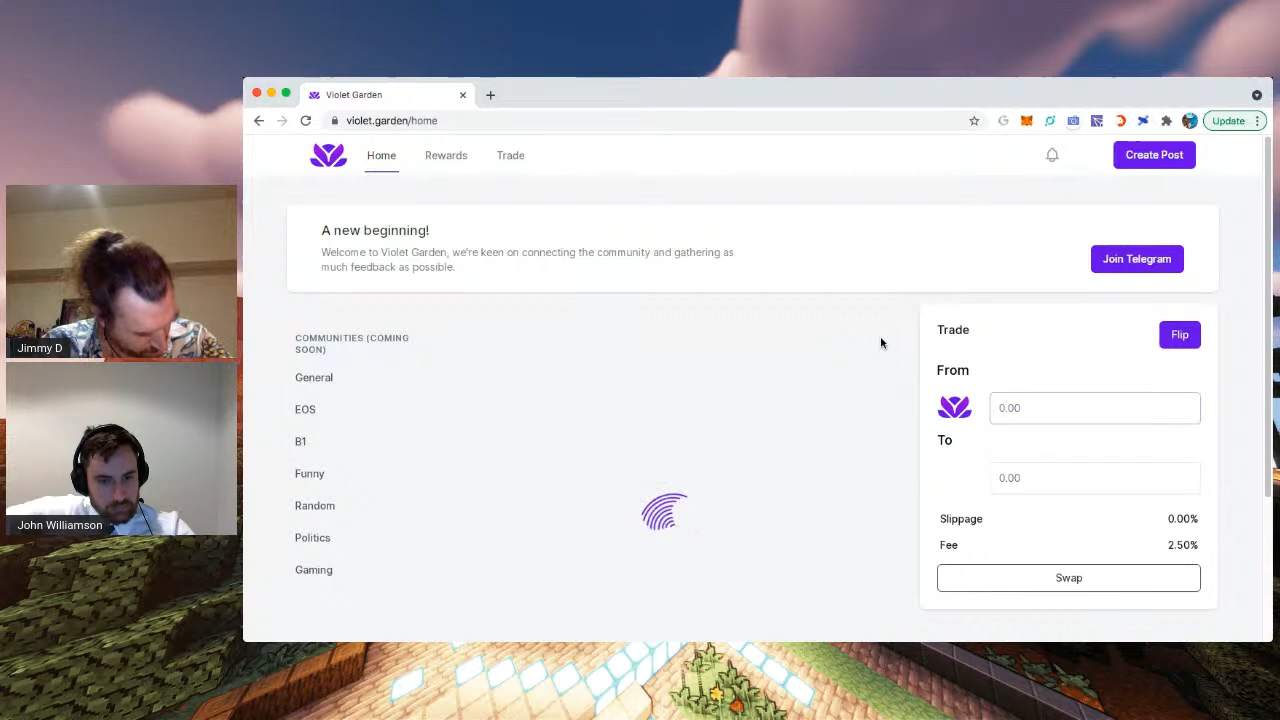 Violet Garden
violet.garden/home
Update
Home
Rewards
Trade
Create Post
A new beginning!
Welcome to Violet Garden, we're keen on connecting the community and gathering as
much feedback as possible.
Join Telegram
COMMUNITIES (COMING
SOON)
General
EOS
B1
Funny
Random
Politics
Gaming
Trade
Flip
From
0.00
To
0.00
Slippage
0.00%
Fee
2.50%
Swap
Jimmy D
John Williamson